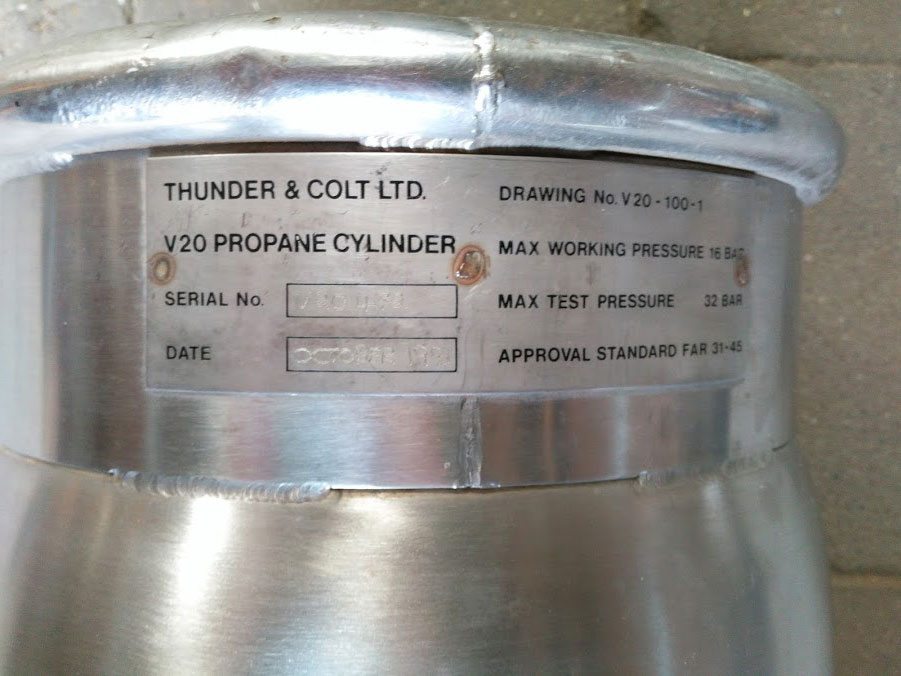 THUNDER & COLT LTD.
V20 PROPANE CYLINDER
SERIAL No.
DATE OCTOBER
DRAWING No. V20-100-1
MAX WORKING PRESSURE 16 BAR
MAX TEST PRESSURE 32 BAR
APPROVAL STANDARD FAR 31-45